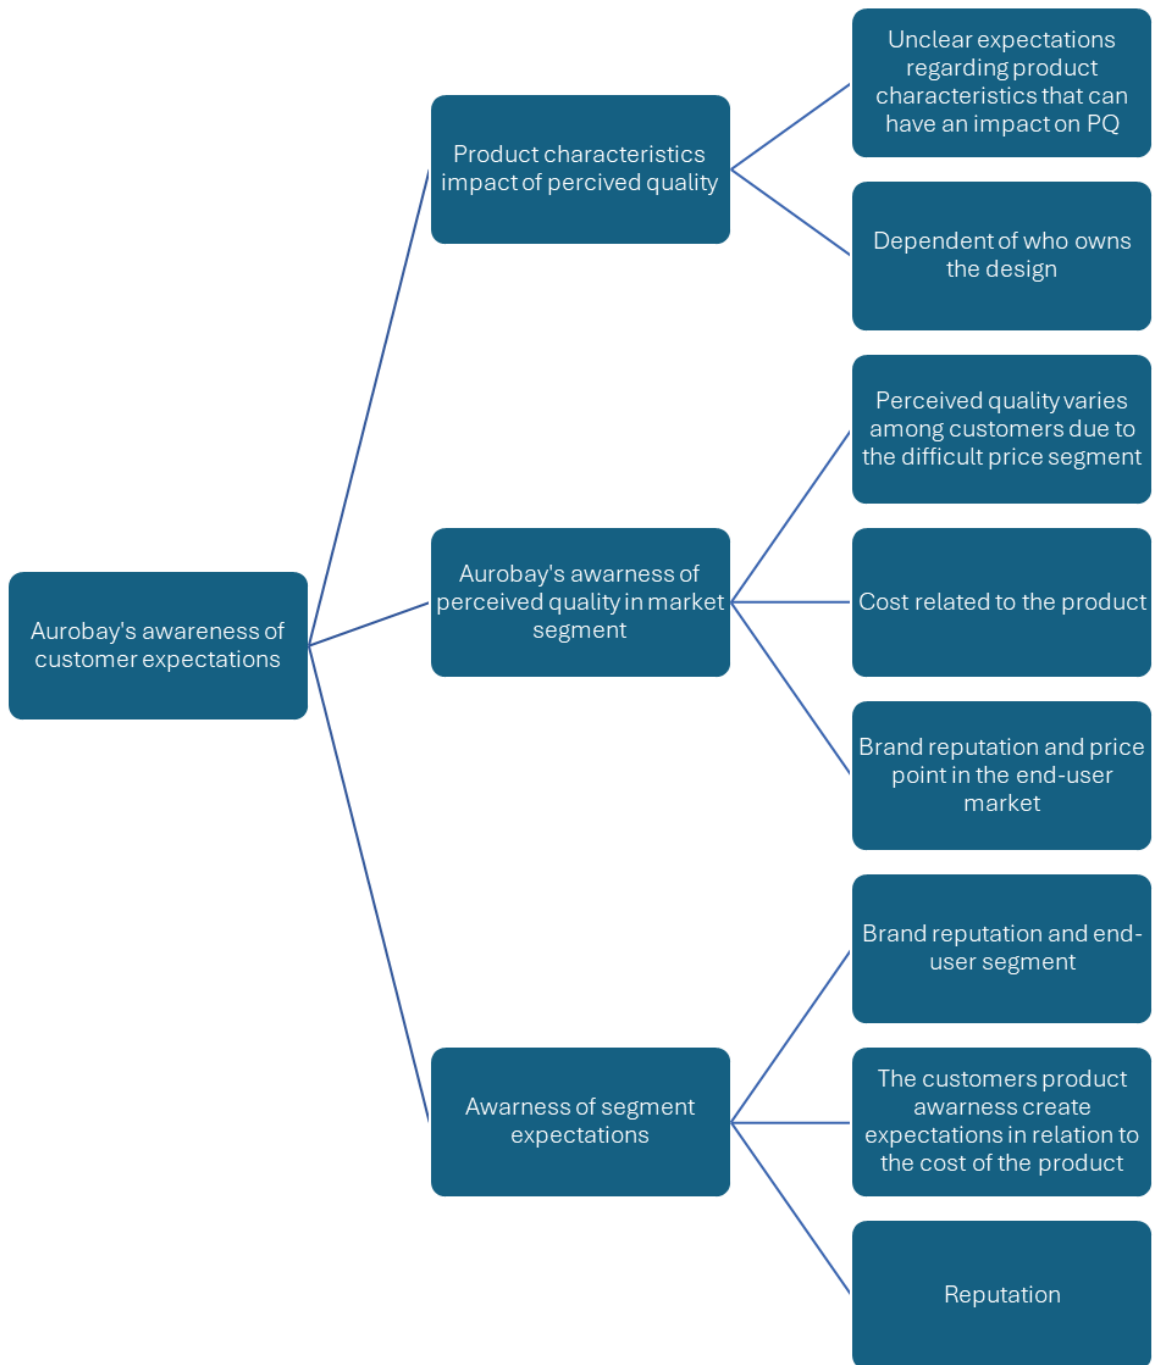 Unclear expectations
regarding product
characteristics that can
have an impact on PQ
Product characteristics
impact of percived quality
Dependent of who owns
the design
Perceived quality varies
among customers due to
the difficult price segment
Aurobay's awarness of
perceived quality in market
segment
Cost related to the product
Aurobay's awareness of
customer expectations
Brand reputation and price
point in the end-user
market
Brand reputation and end-
user segment
Awarness of segment
expectations
The customers product
awarness create
expectations in relation to
the cost of the product
Reputation